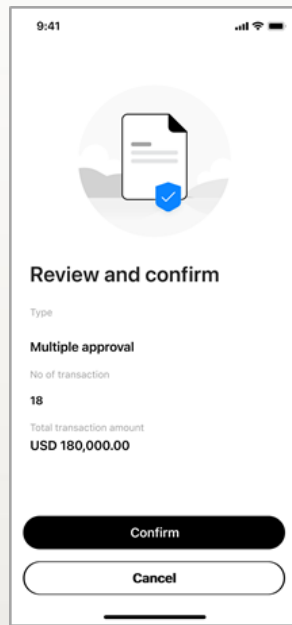 9:41
Review and confirm
Type
Multiple approval
No of transaction
18
Total transaction amount
USD 180,000.00
Confirm
Cancel